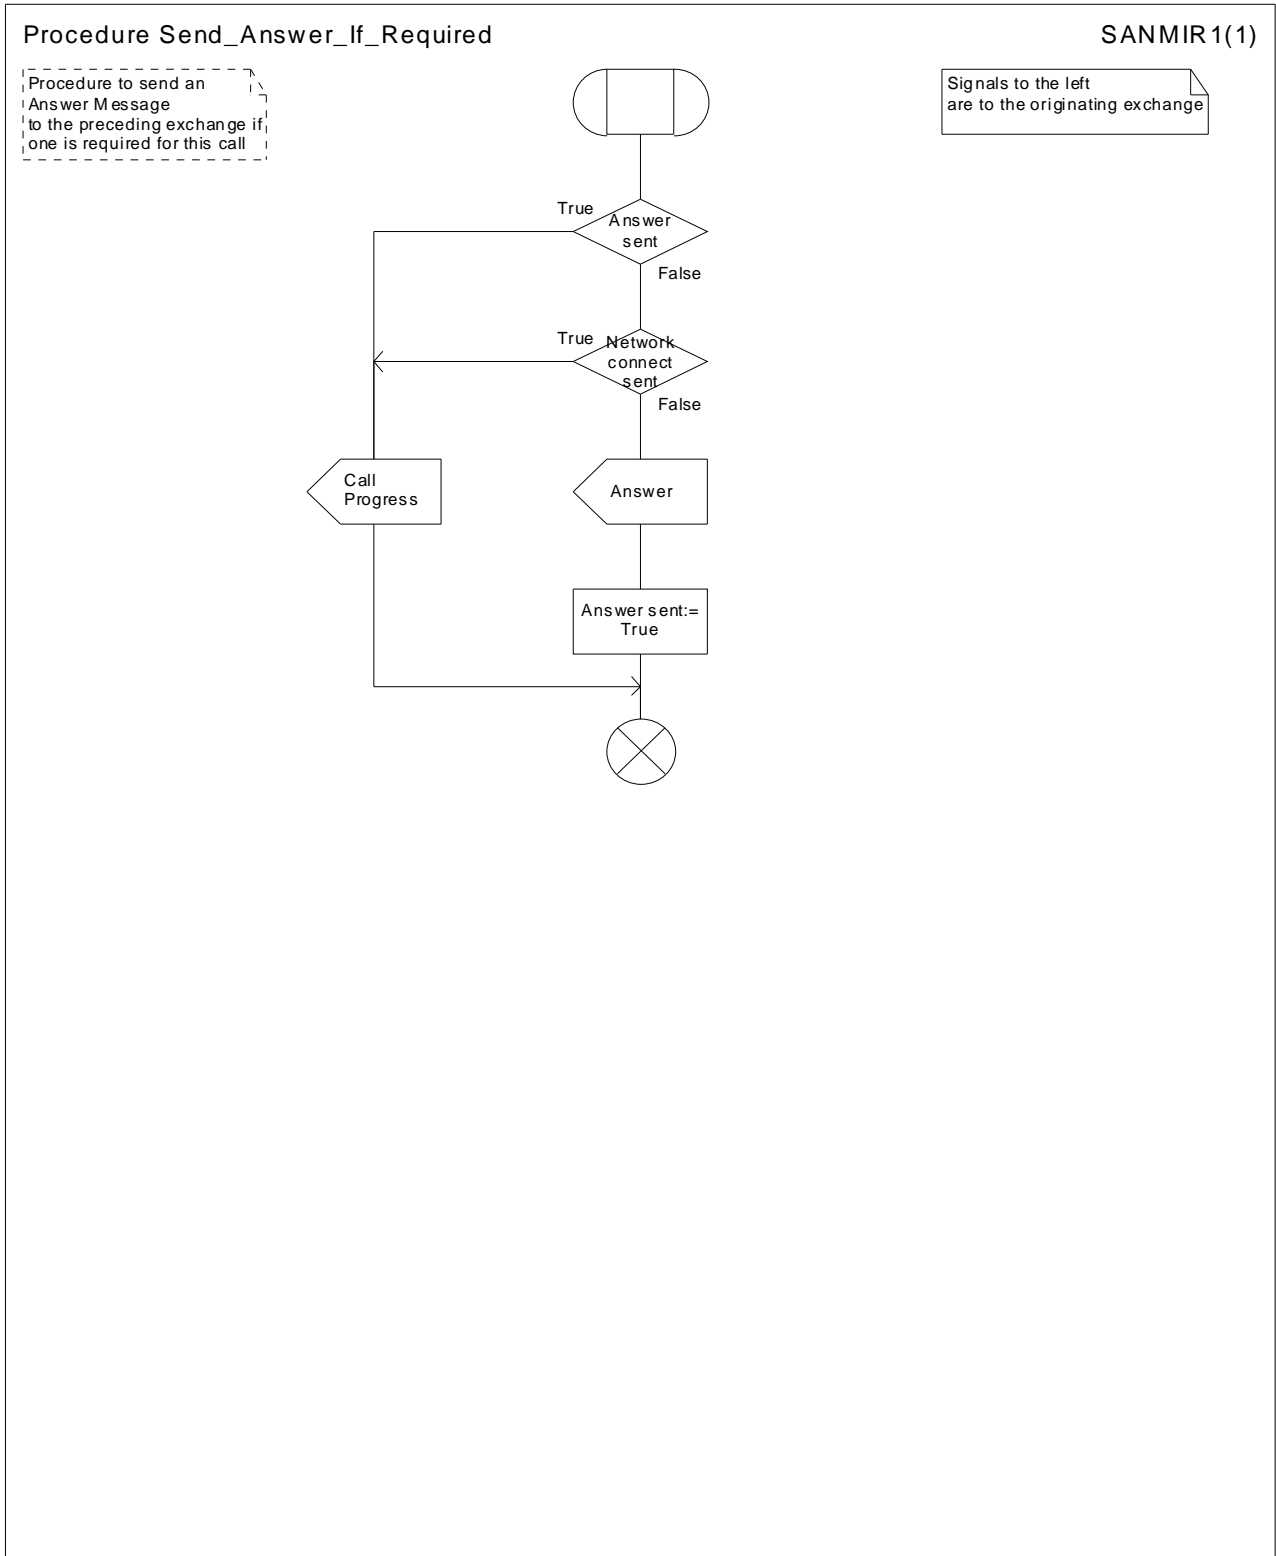 Procedure Send_Answer_If_Required
SANMIR1(1)
Procedure to send an
Answer Message
to the preceding exchange if
one is required for this call
Signals to the left
are to the originating exchange
True
Answer
sent
False
True
Network
connect
sent
False
Call
Progress
Answer
Answer sent:=
True